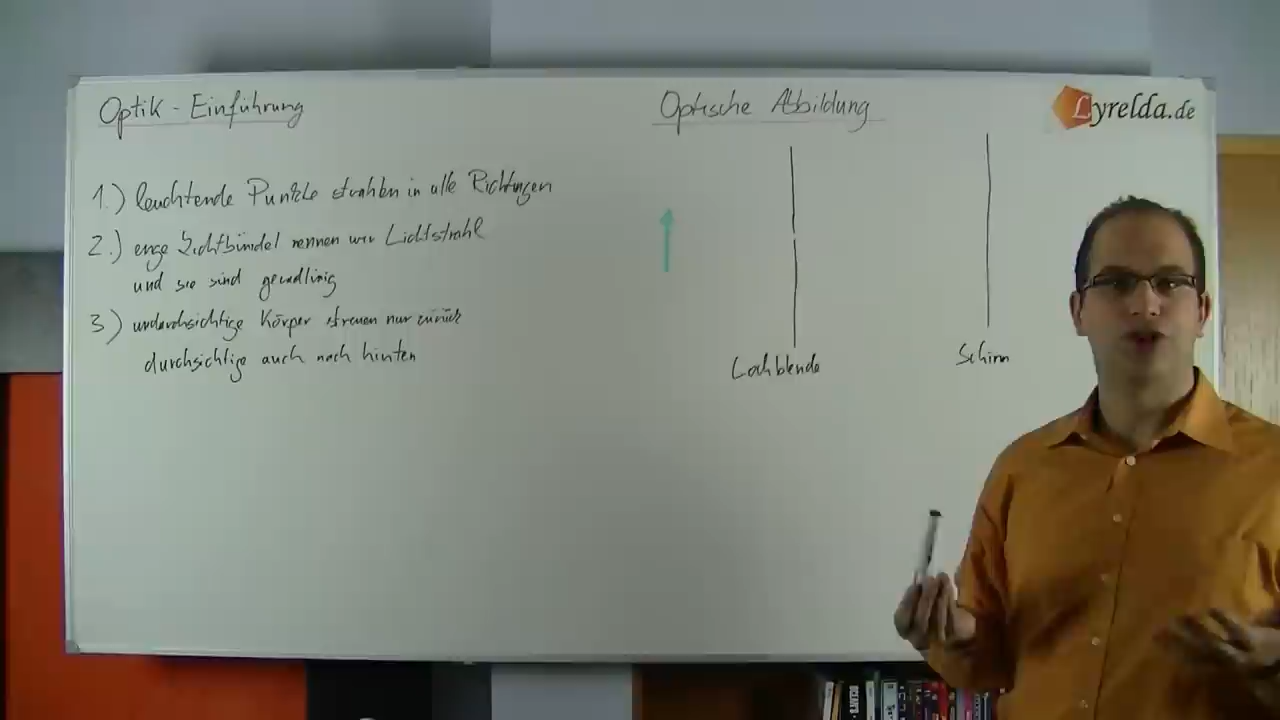 Optik - Einführung
1.) leuchtende Punkte strahlen in alle Richtungen
2.) enge Lichtbündel nennen wir Lichtstrahl
und sie sind geradlinig
3.) undurchsichtige Körper streuen nur zurück
durchsichtige auch nach hinten
Optische Abbildung
Lochblende
Schirm
Lyrelda.de